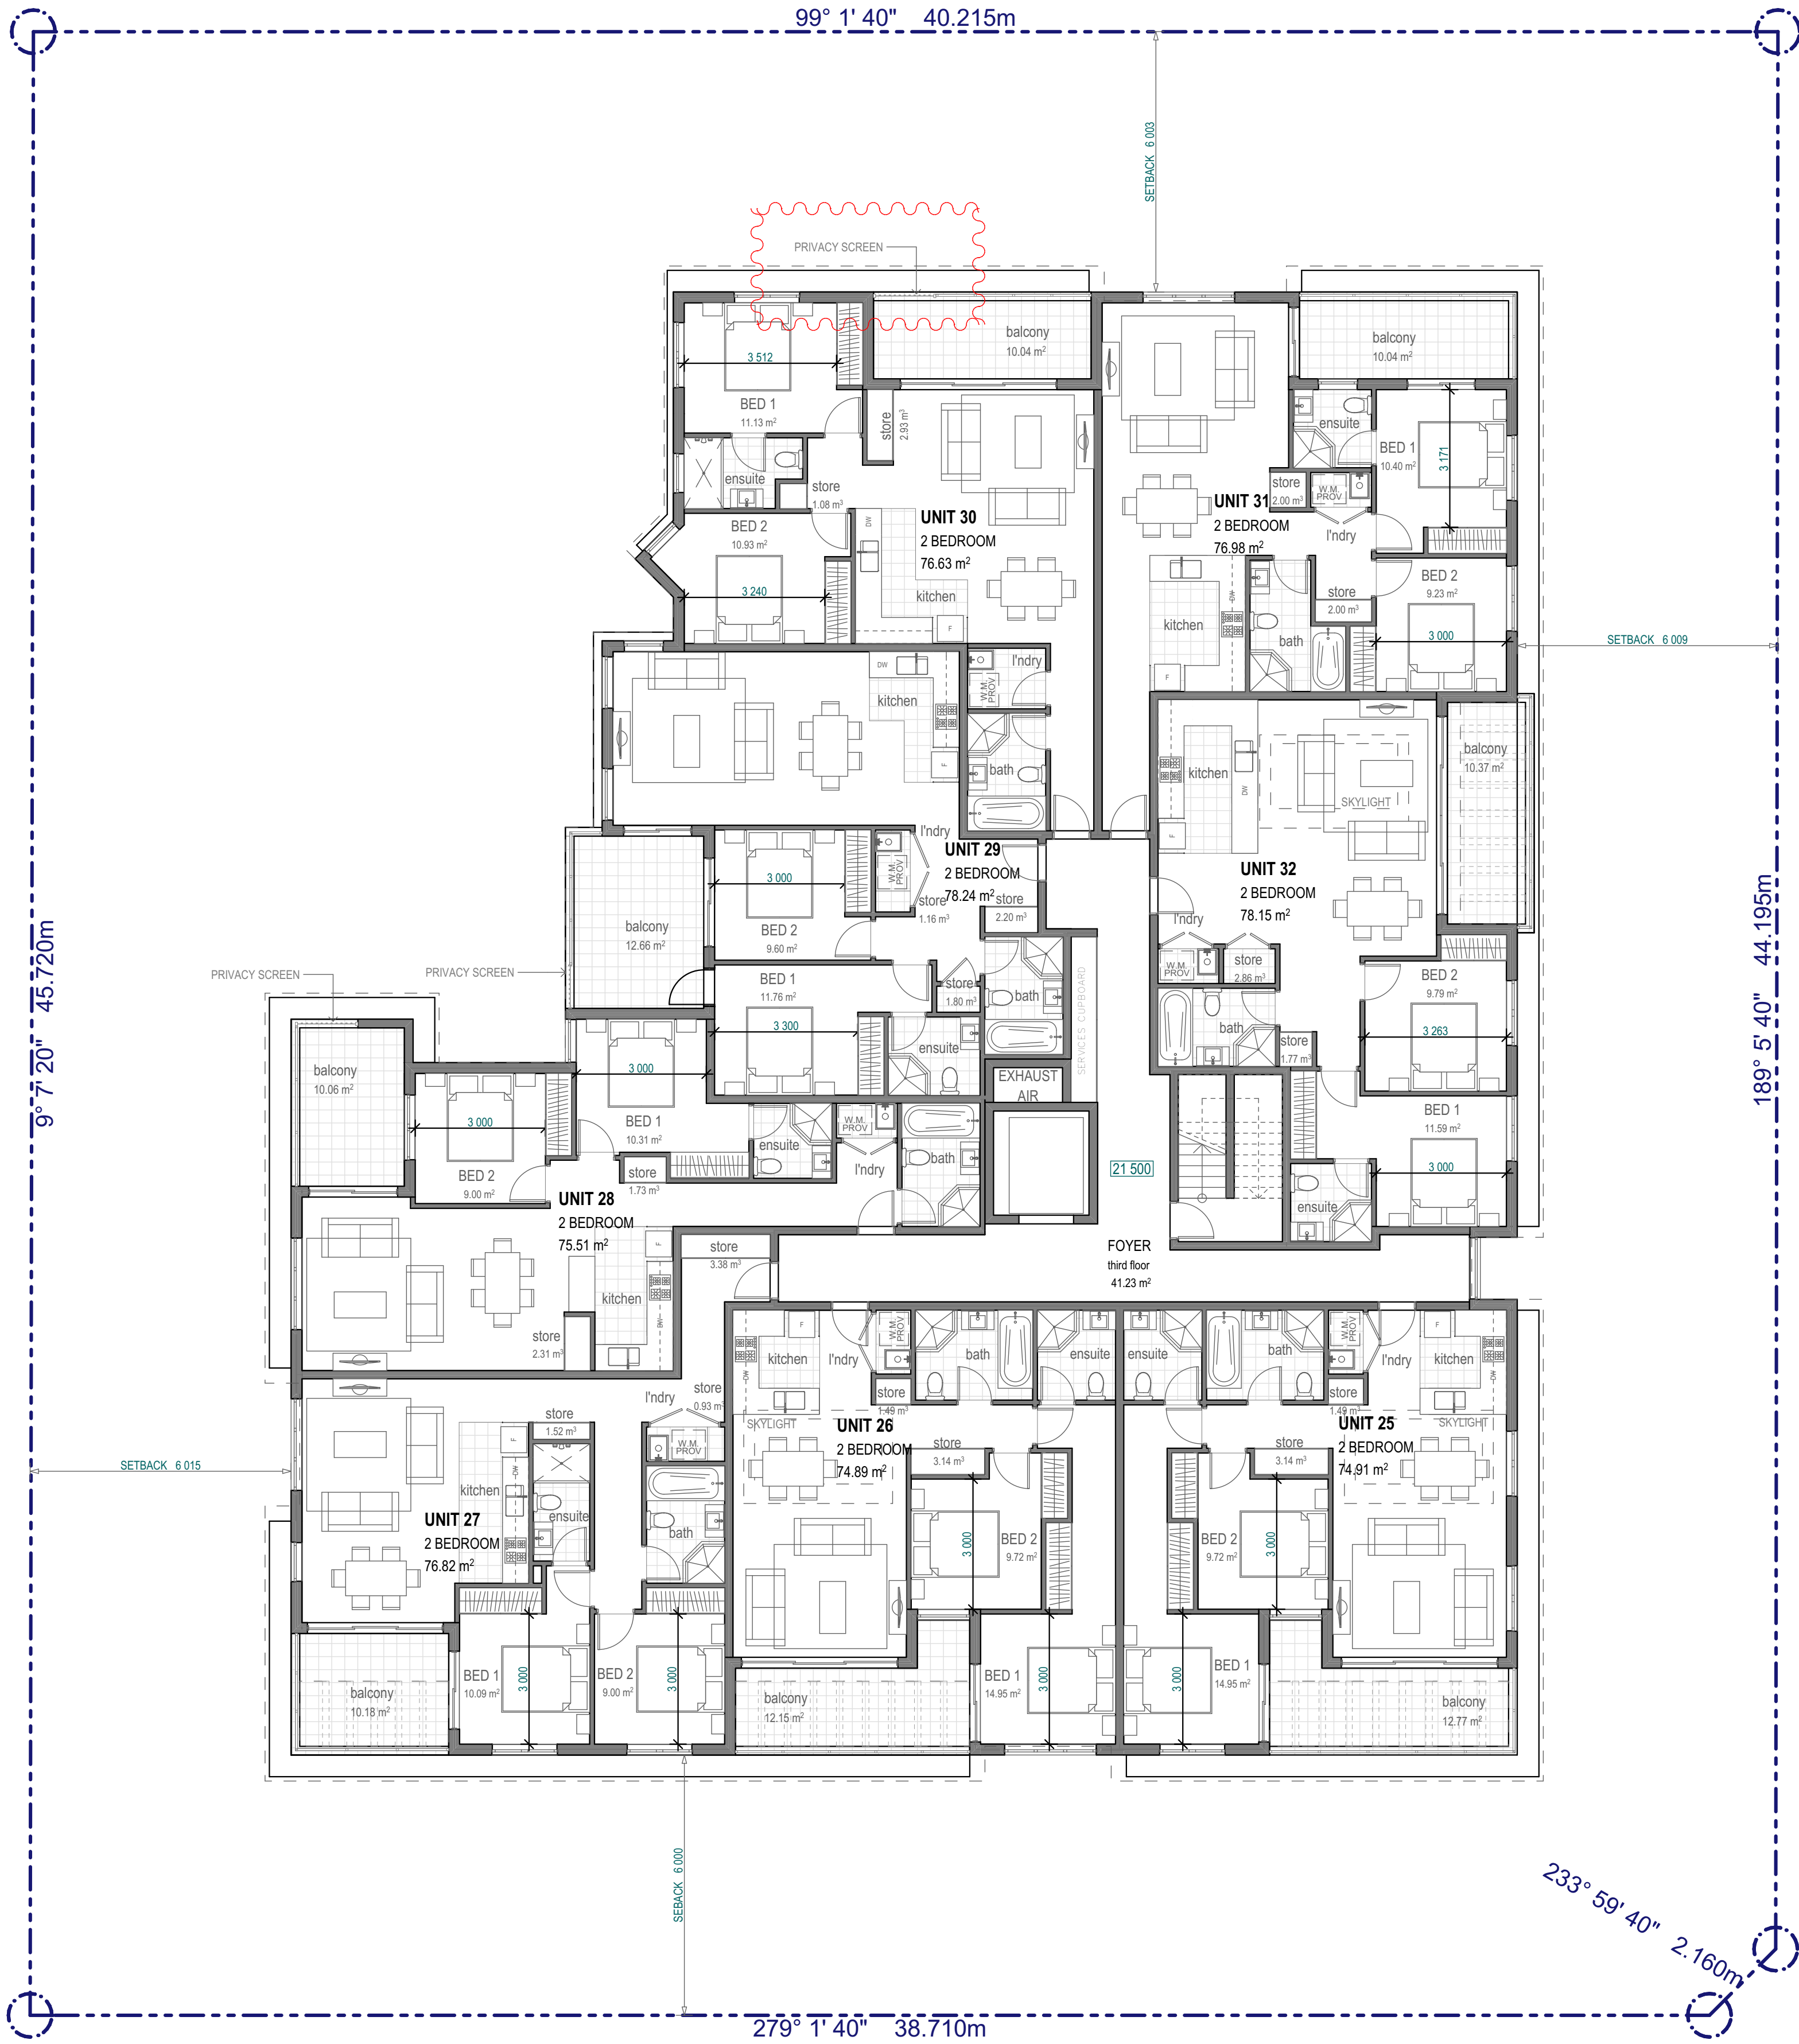 99° 1' 40" 40.215m
SETBACK 6 003
PRIVACY SCREEN
balcony
10.04 m²
balcony
10.04 m²
3 512
BED 1
11.13 m²
store
2.93 m³
ensuite
store
1.08 m³
BED 2
10.93 m²
3 240
DW
UNIT 30
2 BEDROOM
76.63 m²
kitchen
F
ensuite
BED 1
10.40 m²
3 171
store
2.00 m³
W.M.
PROV
UNIT 31
2 BEDROOM
76.98 m²
l'ndry
store
2.00 m³
BED 2
9.23 m²
3 000
DW
kitchen
bath
F
SETBACK 6 009
DW
kitchen
F
l'ndry
W.M.
PROV
bath
balcony
10.37 m²
kitchen
DW
SKYLIGHT
F
UNIT 32
2 BEDROOM
78.15 m²
l'ndry
W.M.
PROV
store
2.86 m³
BED 2
9.79 m²
3 263
bath
store
1.77 m³
BED 1
11.59 m²
3 000
ensuite
l'ndry
W.M.
PROV
UNIT 29
2 BEDROOM
78.24 m²
store
1.16 m³
store
2.20 m³
3 000
BED 2
9.60 m²
balcony
12.66 m²
PRIVACY SCREEN
BED 1
11.76 m²
3 300
store
1.80 m³
bath
ensuite
SERVICES CUPBOARD
EXHAUST
AIR
21 500
9° 7' 20" 45.720m
189° 5' 40" 44.195m
PRIVACY SCREEN
balcony
10.06 m²
3 000
BED 1
10.31 m²
3 000
BED 2
9.00 m²
ensuite
W.M.
PROV
l'ndry
bath
store
1.73 m³
UNIT 28
2 BEDROOM
75.51 m²
F
kitchen
DW
store
3.38 m³
store
2.31 m³
FOYER
third floor
41.23 m²
l'ndry
store
0.93 m³
W.M.
PROV
store
1.52 m³
F
DW
kitchen
ensuite
UNIT 27
2 BEDROOM
76.82 m²
bath
SETBACK 6 015
balcony
10.18 m²
BED 1
10.09 m²
3 000
BED 2
9.00 m²
3 000
F
kitchen
DW
W.M.
PROV
l'ndry
bath
ensuite
store
1.49 m³
SKYLIGHT
UNIT 26
2 BEDROOM
74.89 m²
store
3.14 m³
3 000
BED 2
9.72 m²
BED 1
14.95 m²
3 000
balcony
12.15 m²
ensuite
bath
W.M.
PROV
l'ndry
F
kitchen
DW
store
1.49 m³
SKYLIGHT
UNIT 25
2 BEDROOM
74.91 m²
store
3.14 m³
BED 2
9.72 m²
3 000
3 000
BED 1
14.95 m²
balcony
12.77 m²
SEBACK 6 000
233° 59' 40" 2.160m
279° 1' 40" 38.710m